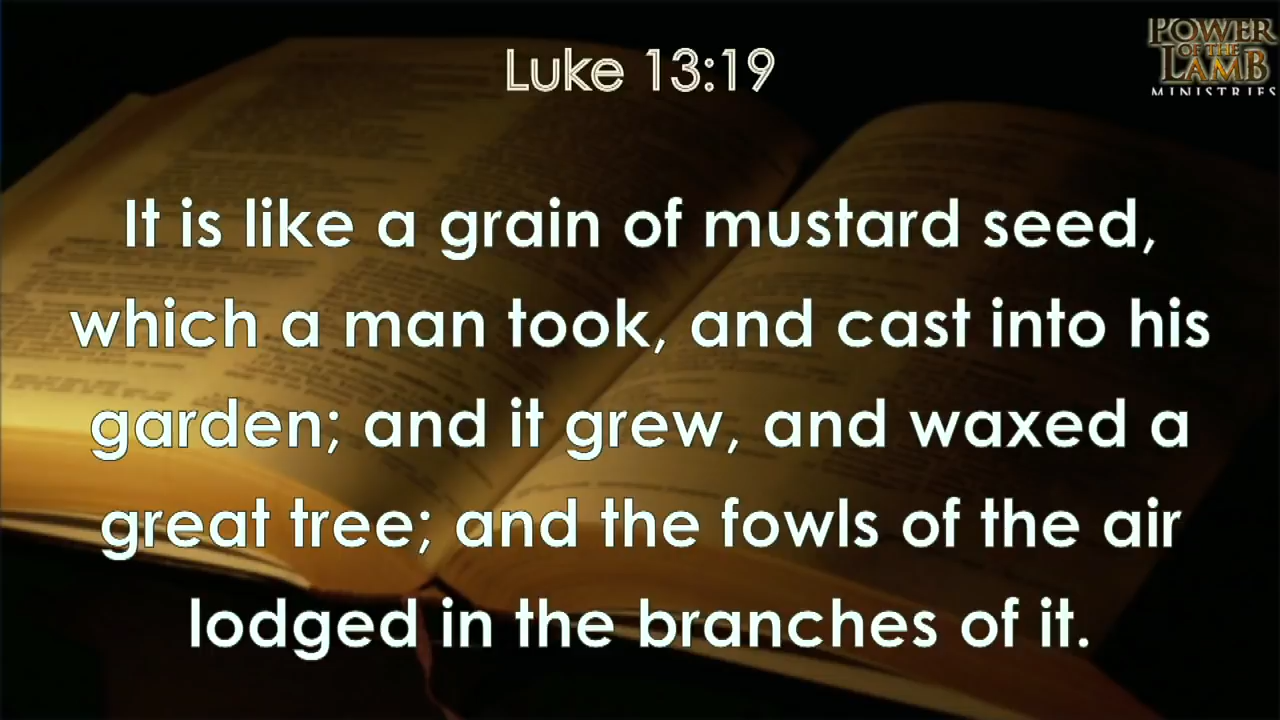 Luke 13:19
POWER
OF THE
LAMB
MINISTRIES
It is like a grain of mustard seed,
which a man took, and cast into his
garden; and it grew, and waxed a
great tree; and the fowls of the air
lodged in the branches of it.